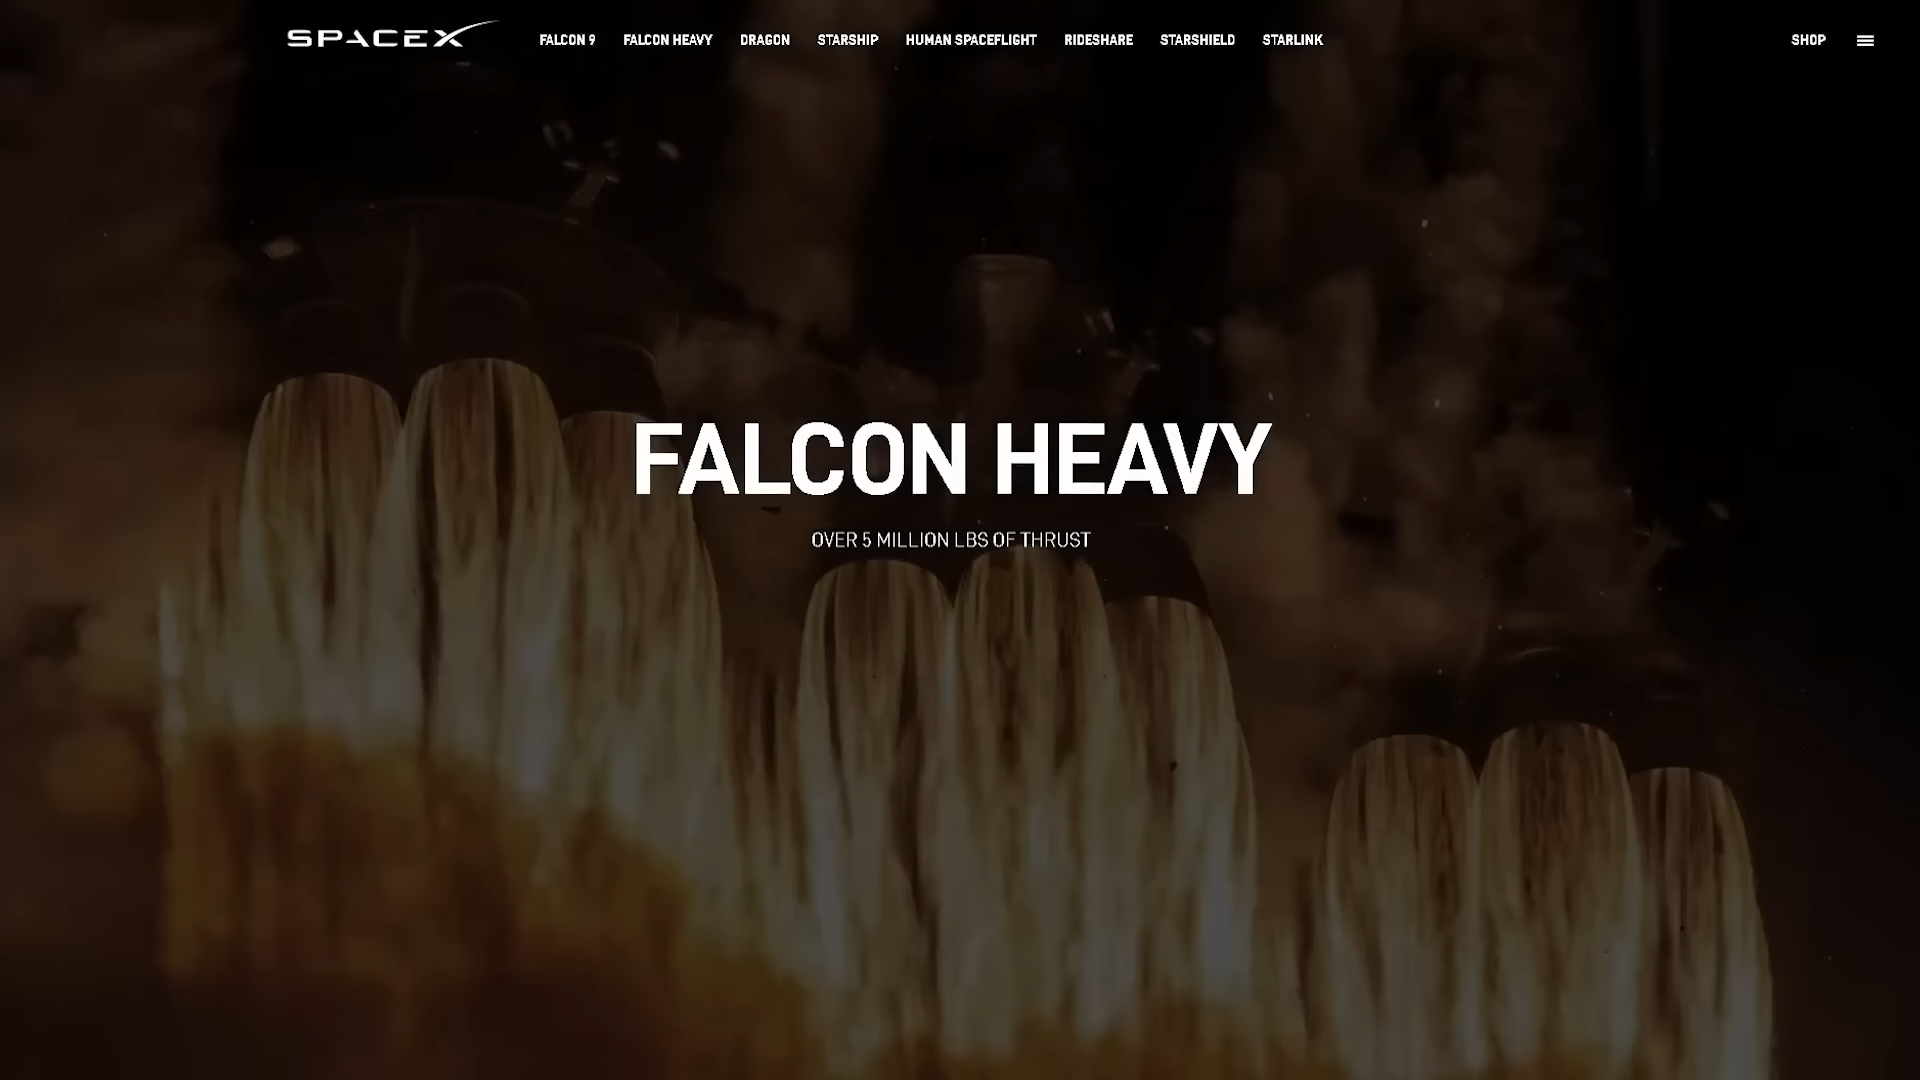 SPACEX
FALCON 9 FALCON HEAVY DRAGON STARSHIP HUMAN SPACEFLIGHT RIDESHARE STARSHIELD STARLINK SHOP
FALCON HEAVY
OVER 5 MILLION LBS OF THRUST